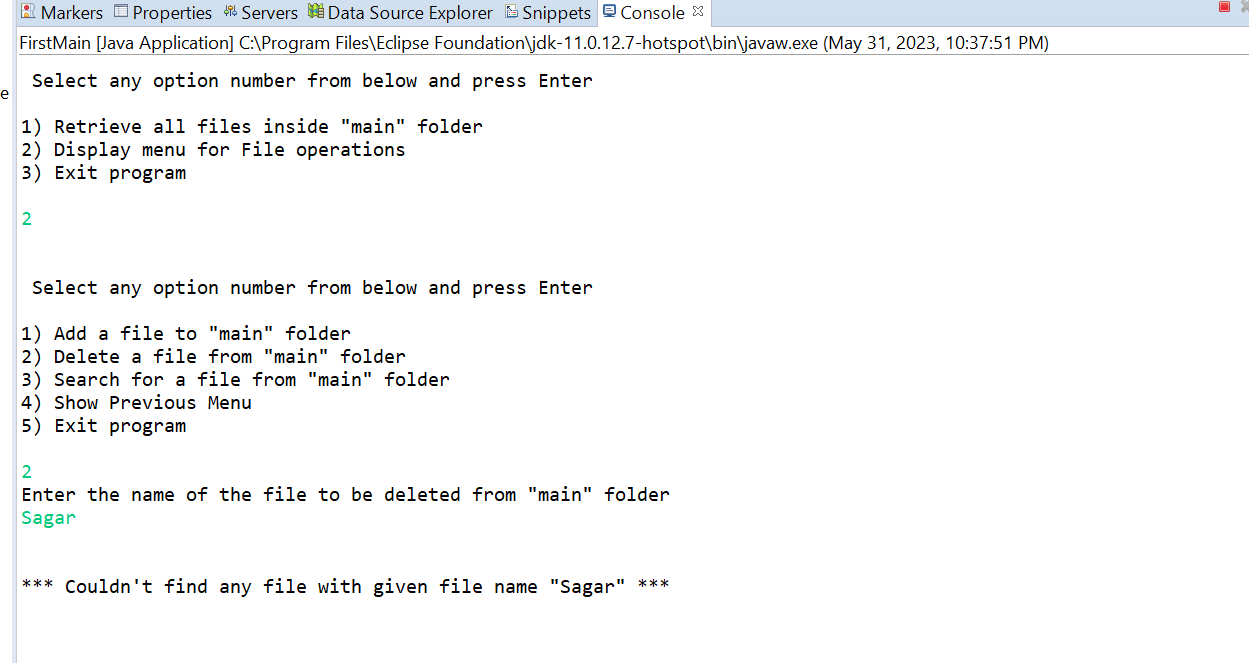 Markers Properties Servers Data Source Explorer Snippets Console
FirstMain [Java Application] C:\Program Files\Eclipse Foundation\jdk-11.0.12.7-hotspot\bin\javaw.exe (May 31, 2023, 10:37:51 PM)
Select any option number from below and press Enter
e
1) Retrieve all files inside "main" folder
2) Display menu for File operations
3) Exit program
2
Select any option number from below and press Enter
1) Add a file to "main" folder
2) Delete a file from "main" folder
3) Search for a file from "main" folder
4) Show Previous Menu
5) Exit program
2
Enter the name of the file to be deleted from "main" folder
Sagar
*** Couldn't find any file with given file name "Sagar" ***